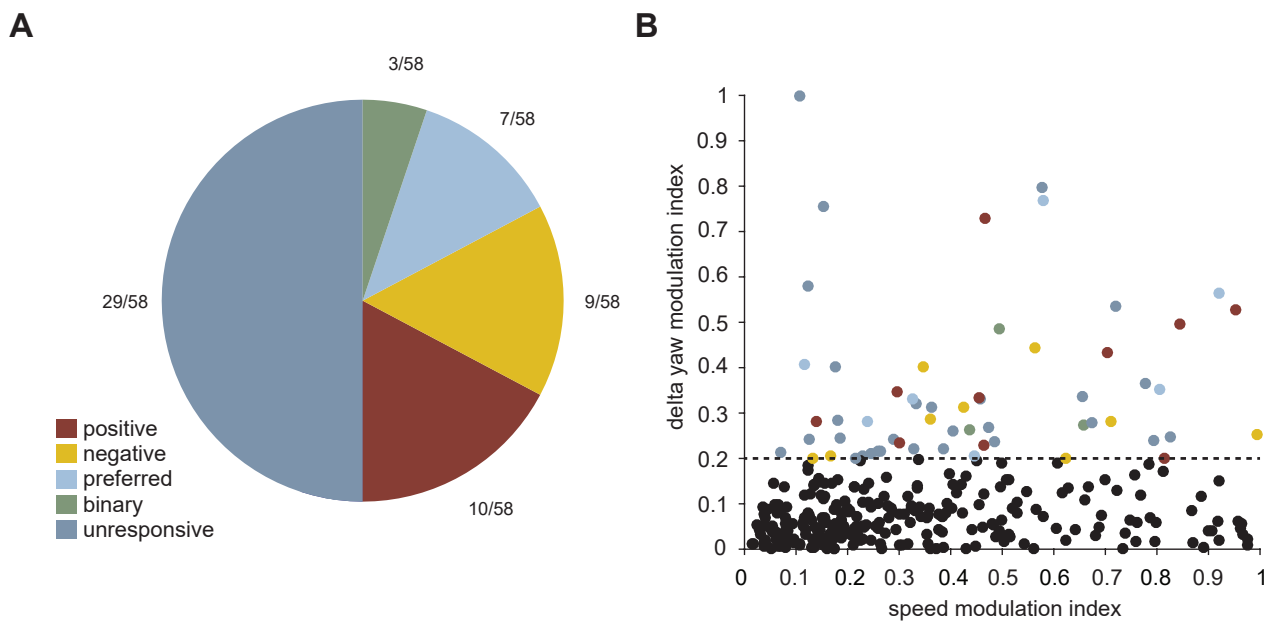 A
3/58
7/58
29/58
9/58
10/58
positive
negative
preferred
binary
unresponsive
B
delta yaw modulation index
1
0.9
0.8
0.7
0.6
0.5
0.4
0.3
0.2
0.1
0
0 0.1 0.2 0.3 0.4 0.5 0.6 0.7 0.8 0.9 1
speed modulation index